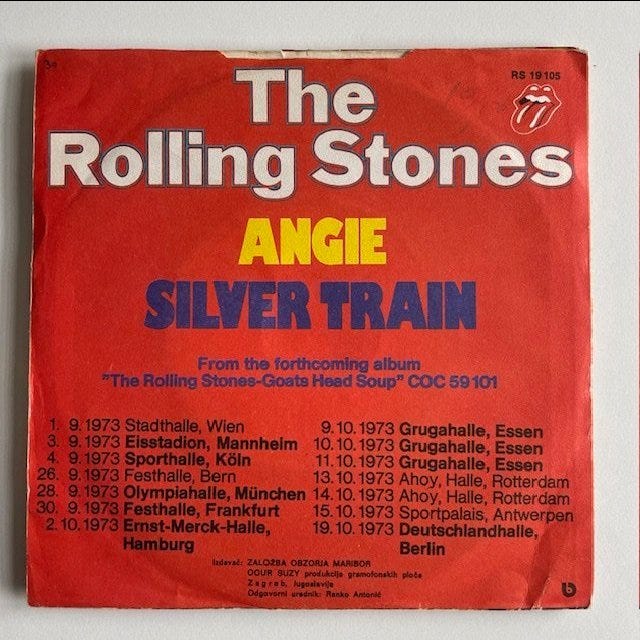 RS 19105
The
Rolling Stones
ANGIE
SILVER TRAIN
From the forthcoming album
"The Rolling Stones-Goats Head Soup" COC 59101
1. 9.1973 Stadthalle, Wien
3. 9.1973 Eisstadion, Mannheim
4. 9.1973 Sporthalle, Köln
26. 9.1973 Festhalle, Bern
28. 9.1973 Olympiahalle, München
30. 9.1973 Festhalle, Frankfurt
2.10.1973 Ernst-Merck-Halle,
Hamburg
9.10.1973 Grugahalle, Essen
10.10.1973 Grugahalle, Essen
11.10.1973 Grugahalle, Essen
13.10.1973 Ahoy, Halle, Rotterdam
14.10.1973 Ahoy, Halle, Rotterdam
15.10.1973 Sportpalais, Antwerpen
19.10.1973 Deutschlandhalle,
Berlin
Izdavač: ZALOŽBA OBZORJA MARIBOR
OOUR SUZY produkcija gramofonskih ploča
Zagreb, Jugoslavija
Odgovorni urednik: Ranko Antonić
b